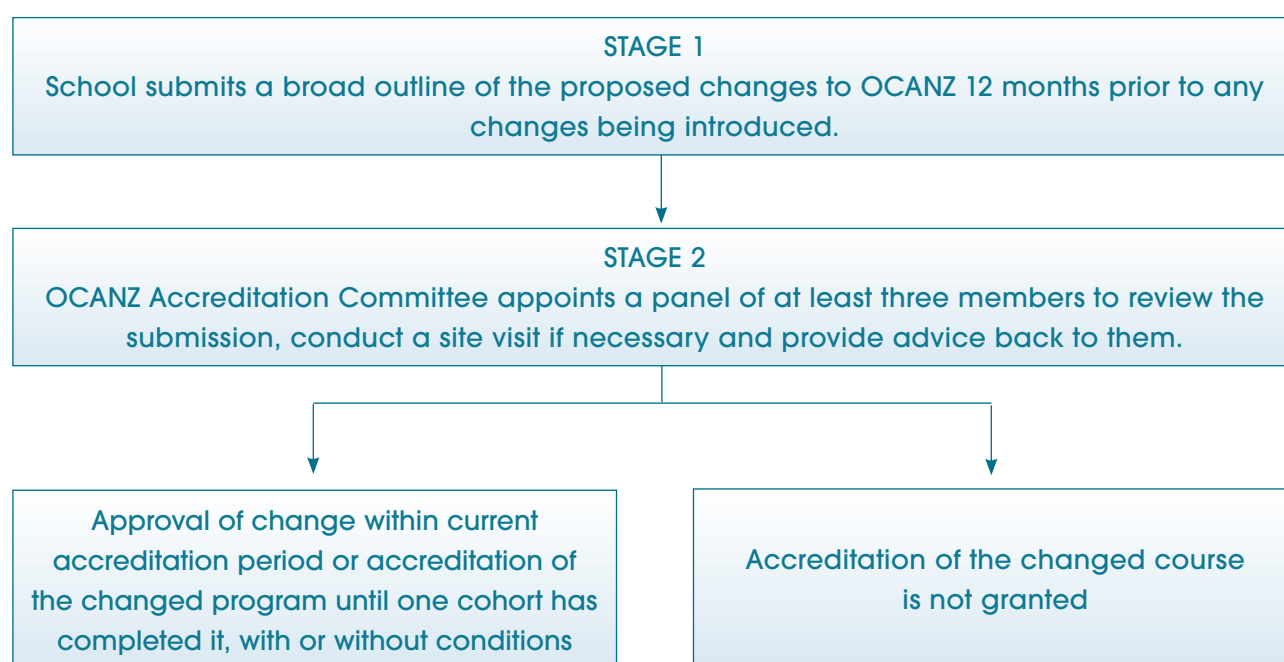 STAGE 1
School submits a broad outline of the proposed changes to OCANZ 12 months prior to any
changes being introduced.
STAGE 2
OCANZ Accreditation Committee appoints a panel of at least three members to review the
submission, conduct a site visit if necessary and provide advice back to them.
Approval of change within current
accreditation period or accreditation of
the changed program until one cohort has
completed it, with or without conditions
Accreditation of the changed course
is not granted